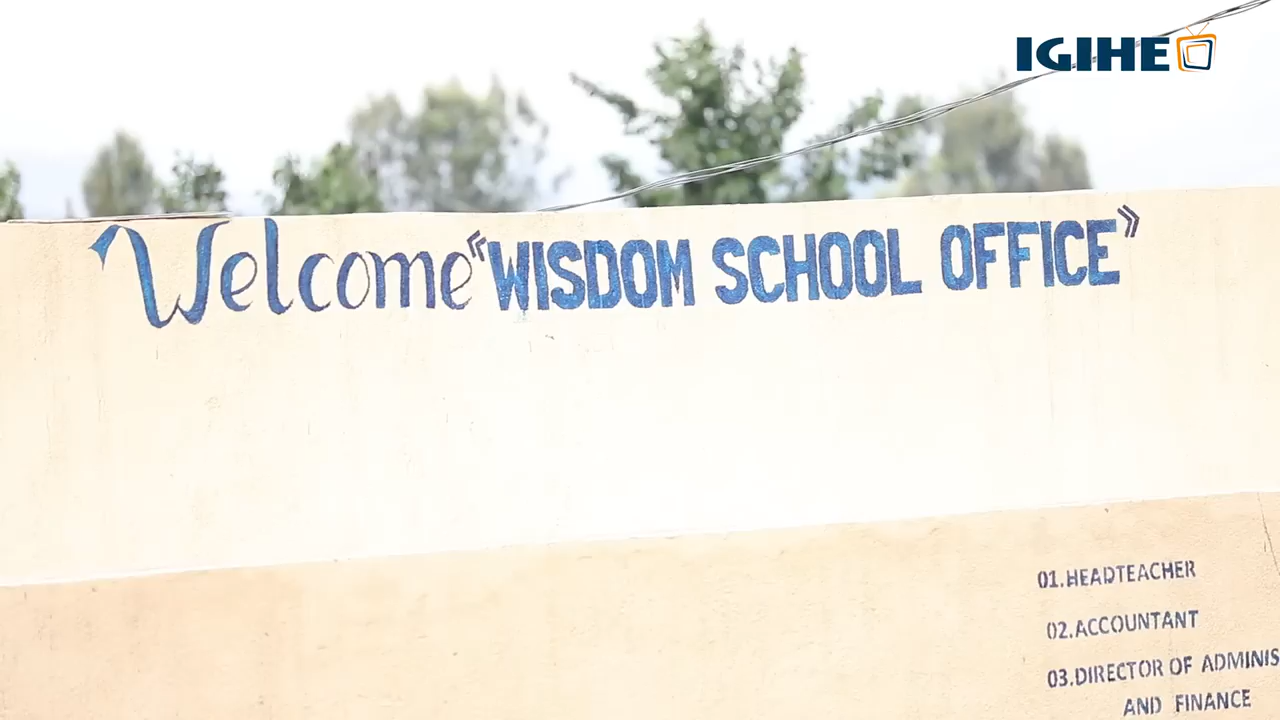 IGIHE
Welcome «WISDOM SCHOOL OFFICE»
01.HEADTEACHER
02.ACCOUNTANT
03.DIRECTOR OF ADMINIS
AND FINANCE